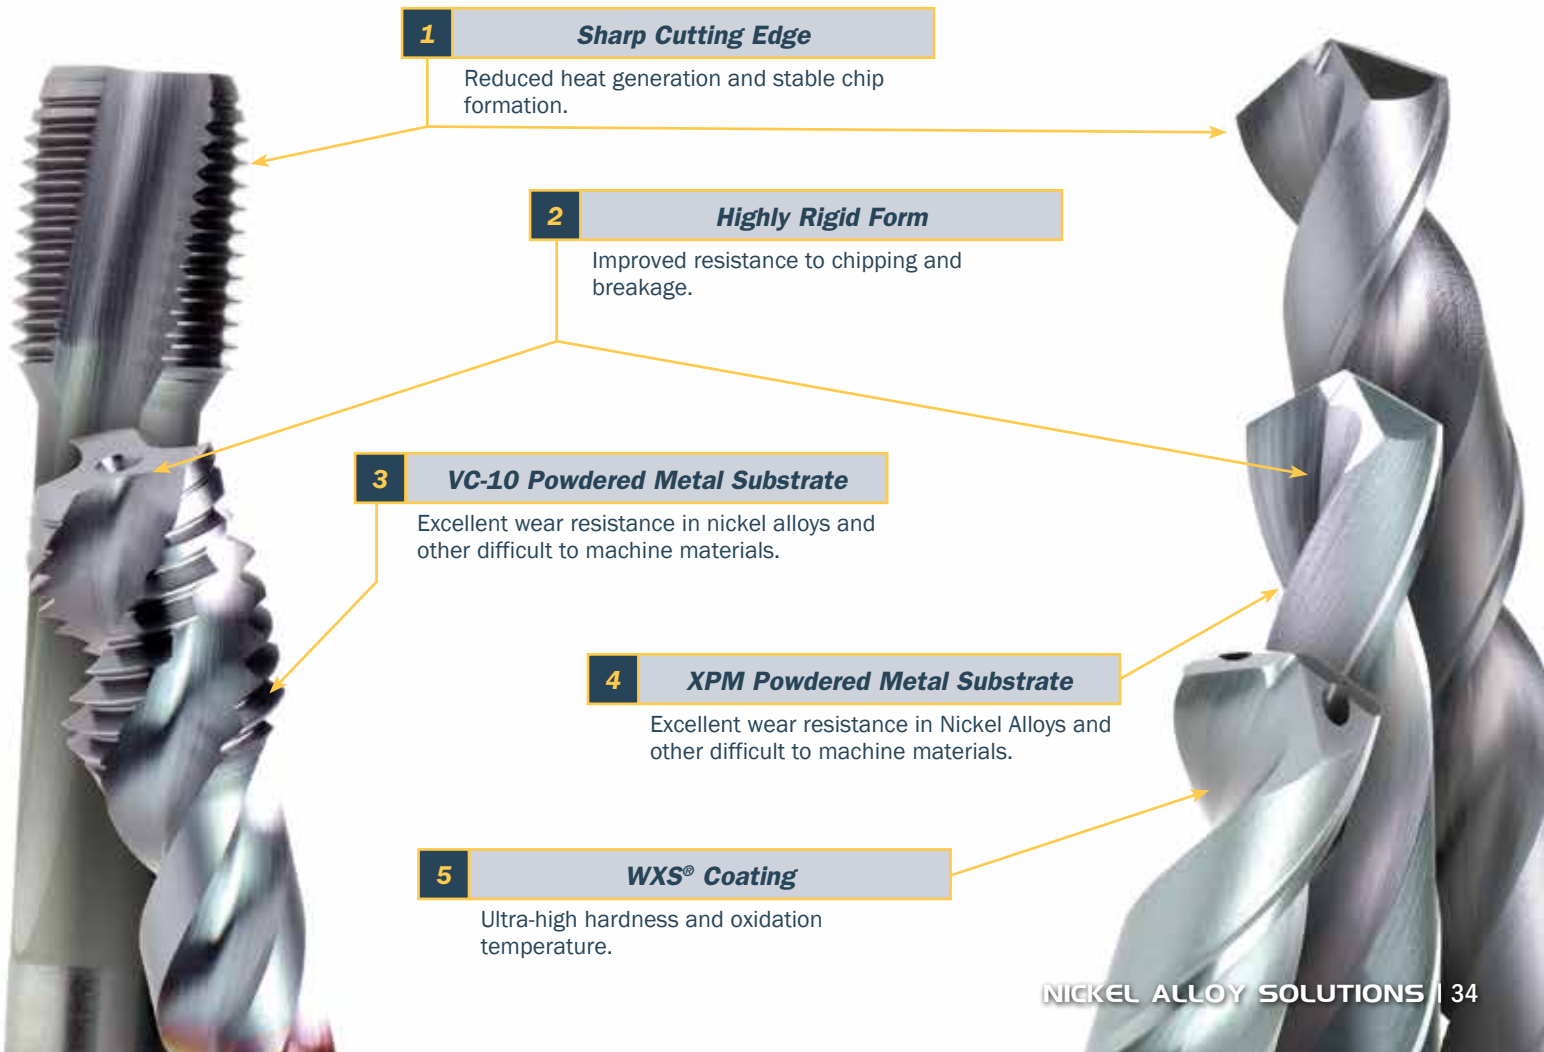 1 Sharp Cutting Edge
Reduced heat generation and stable chip
formation.
2 Highly Rigid Form
Improved resistance to chipping and
breakage.
3 VC-10 Powdered Metal Substrate
Excellent wear resistance in nickel alloys and
other difficult to machine materials.
4 XPM Powdered Metal Substrate
Excellent wear resistance in Nickel Alloys and
other difficult to machine materials.
5 WXS® Coating
Ultra-high hardness and oxidation
temperature.
NICKEL ALLOY SOLUTIONS | 34